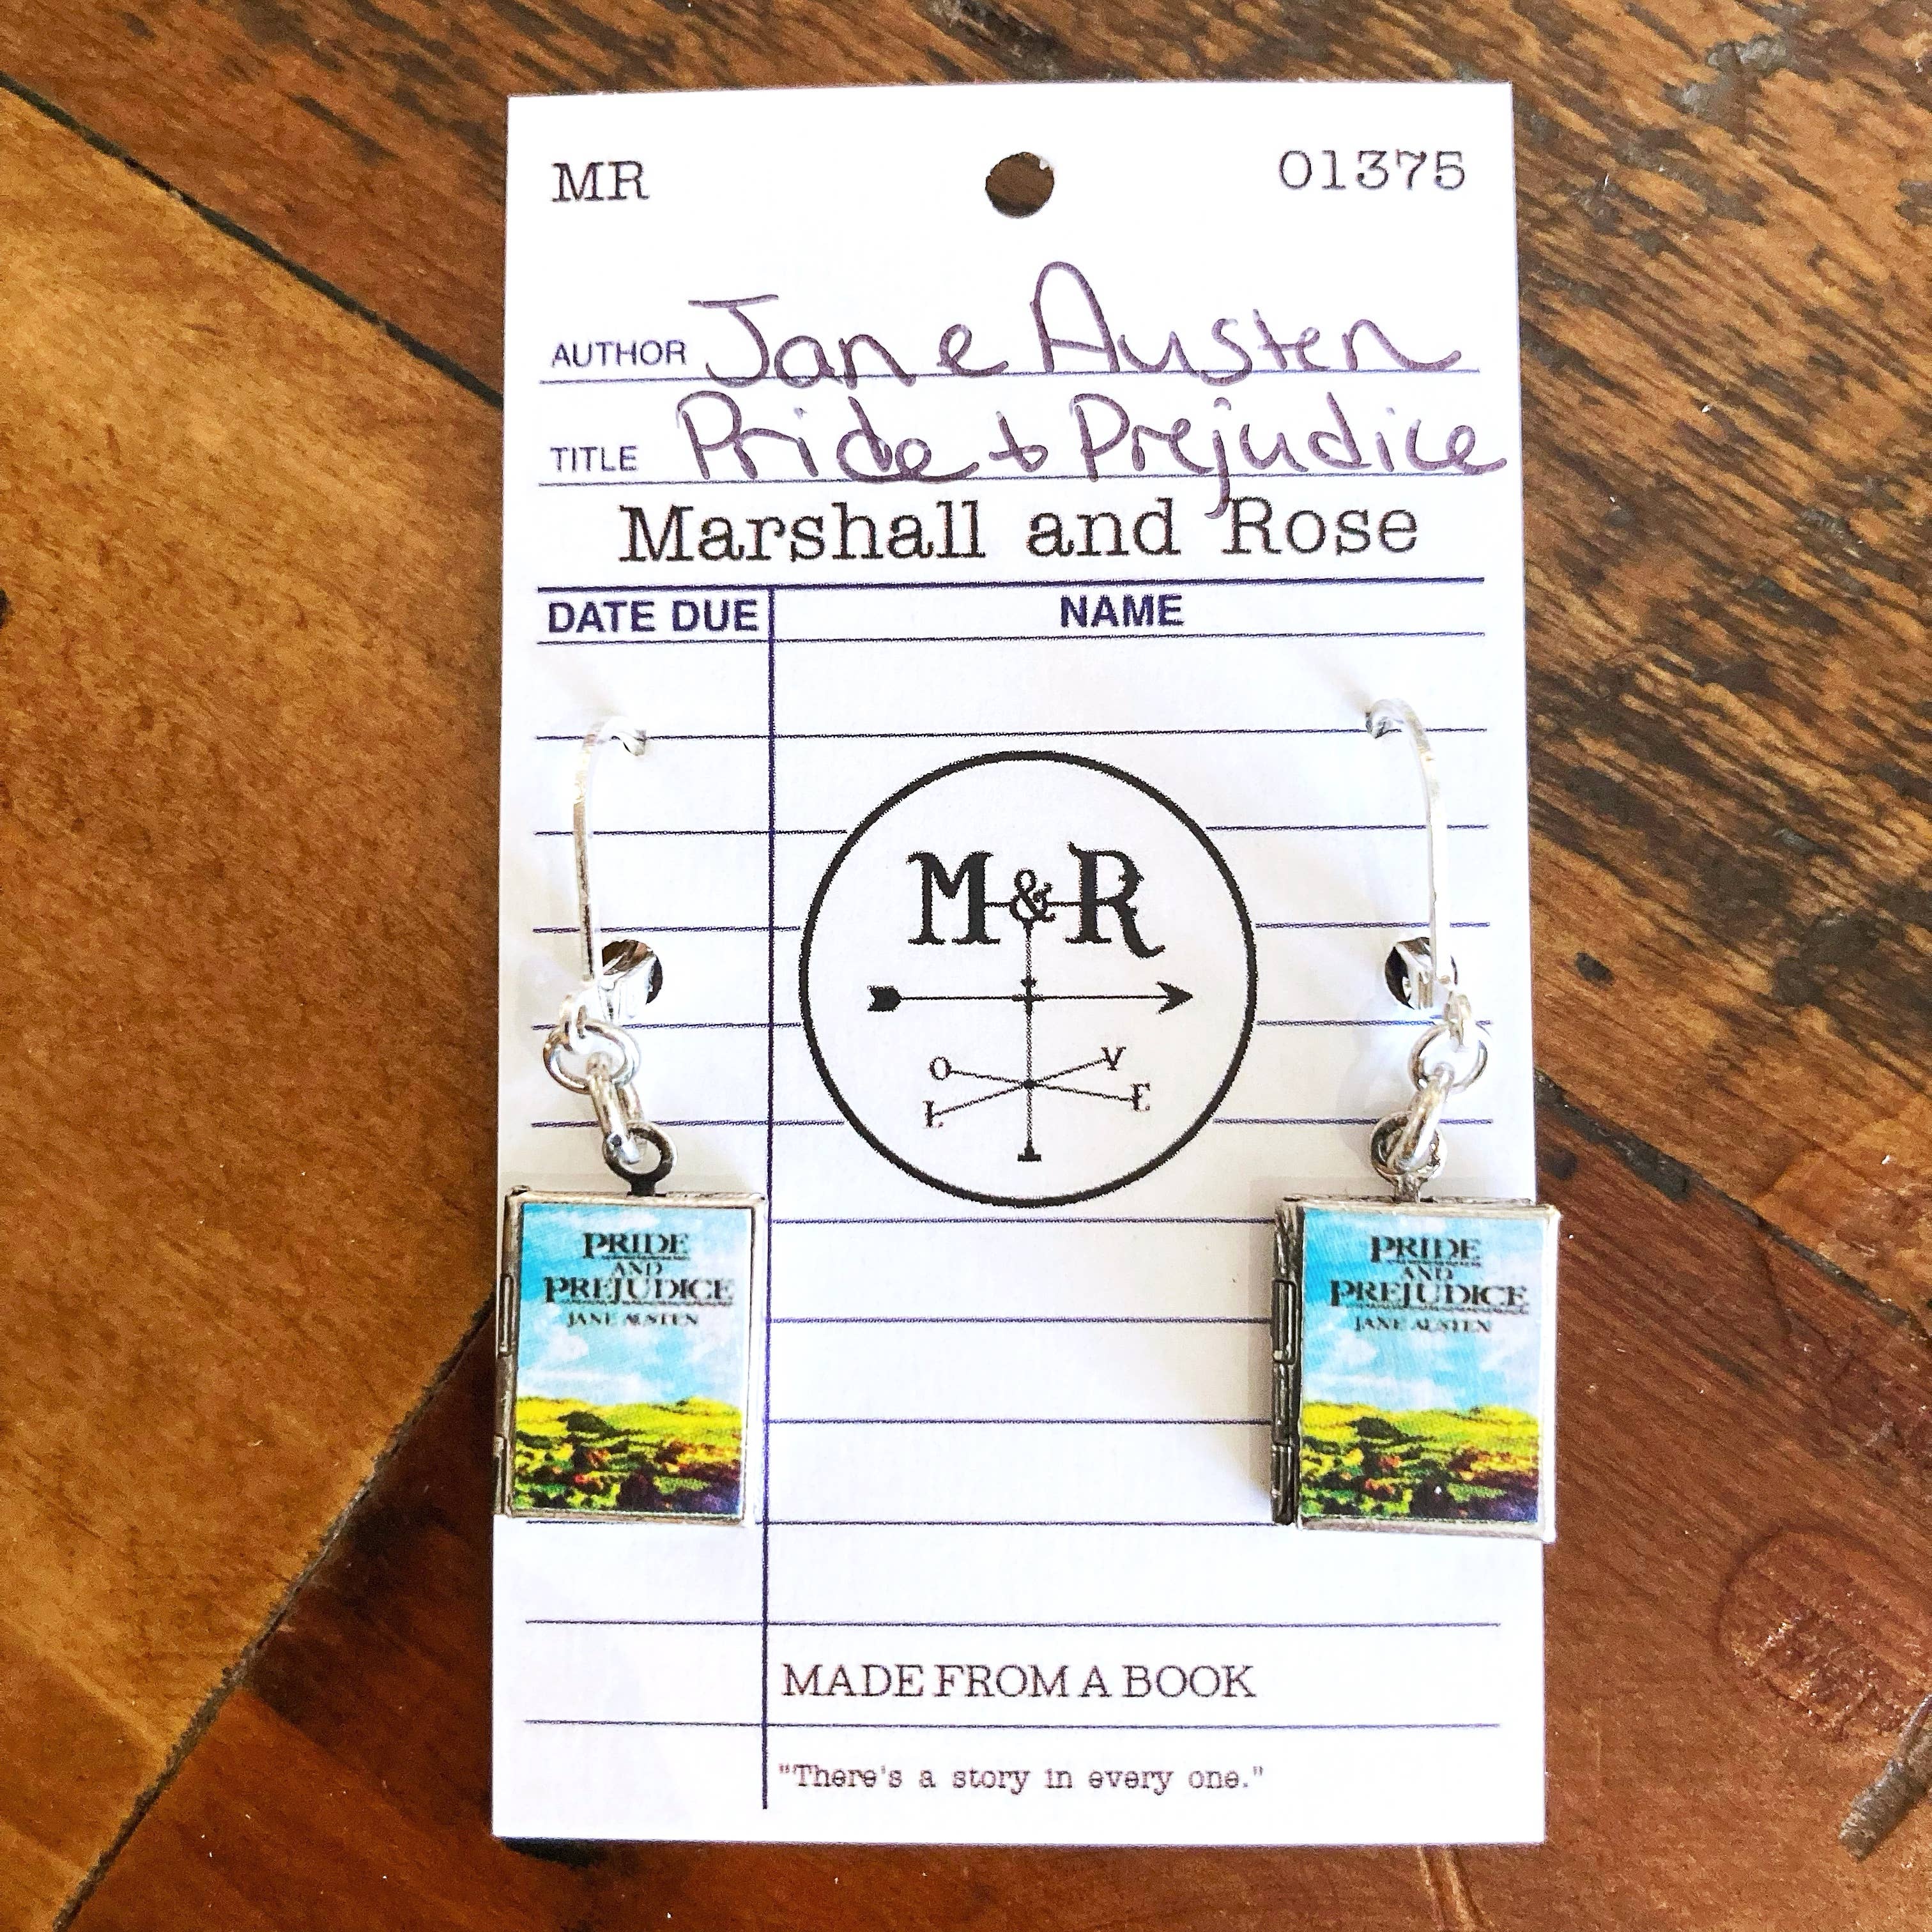 MR 01375
AUTHOR Jane Austen
TITLE Pride & Prejudice
Marshall and Rose
DATE DUE NAME
M&R
O V
L E
PRIDE
AND
PREJUDICE
JANE AUSTEN
PRIDE
AND
PREJUDICE
JANE AUSTEN
MADE FROM A BOOK
"There's a story in every one."